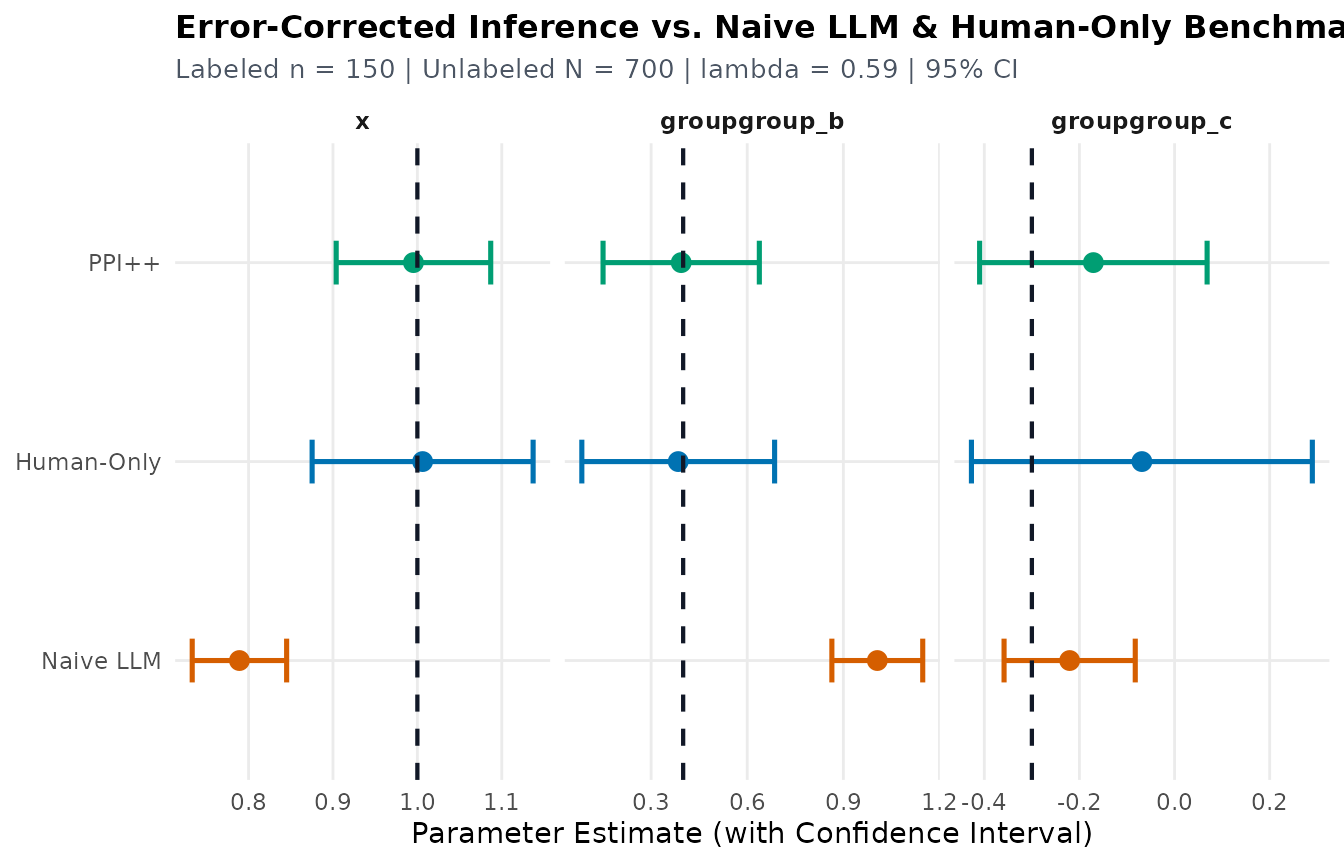 Error-Corrected Inference vs. Naive LLM & Human-Only Benchma
Labeled n = 150 | Unlabeled N = 700 | lambda = 0.59 | 95% CI
x groupgroup_b groupgroup_c
PPI++
Human-Only
Naive LLM
0.8 0.9 1.0 1.1 0.3 0.6 0.9 1.2 -0.4 -0.2 0.0 0.2
Parameter Estimate (with Confidence Interval)